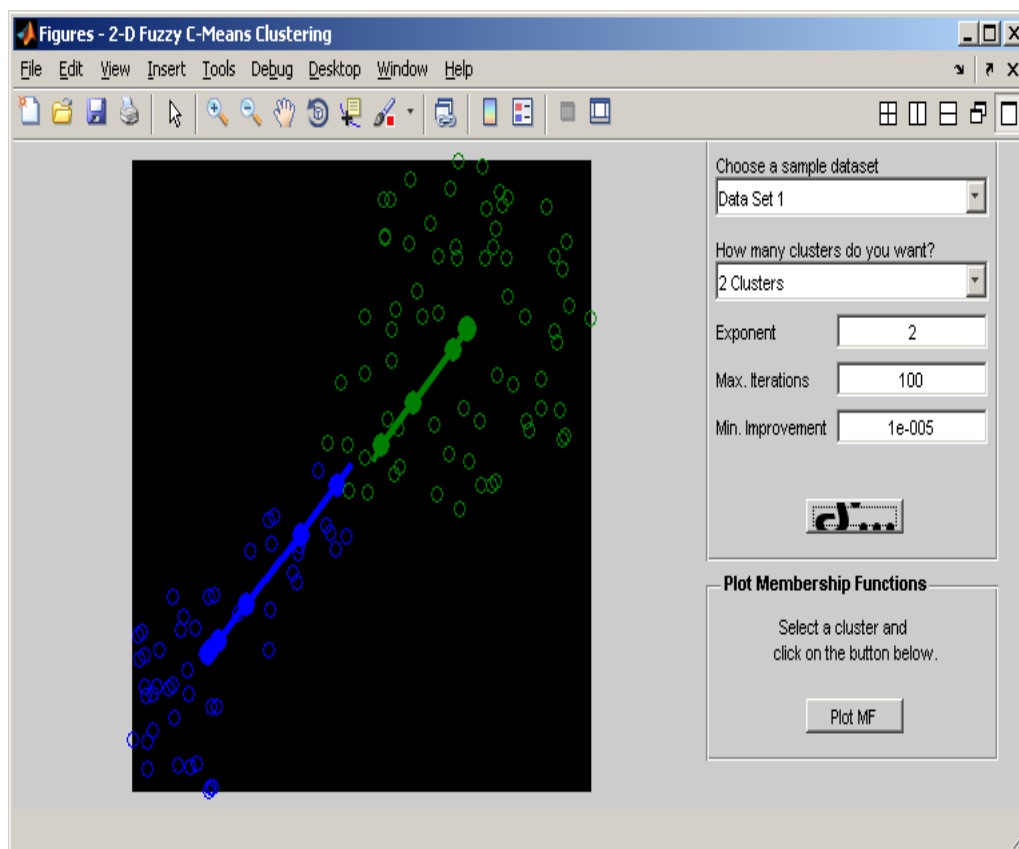 Figures - 2-D Fuzzy C-Means Clustering
File Edit View Insert Tools Debug Desktop Window Help
Choose a sample dataset
Data Set 1
How many clusters do you want?
2 Clusters
Exponent 2
Max. Iterations 100
Min. Improvement 1e-005
Plot Membership Functions
Select a cluster and
click on the button below.
Plot MF